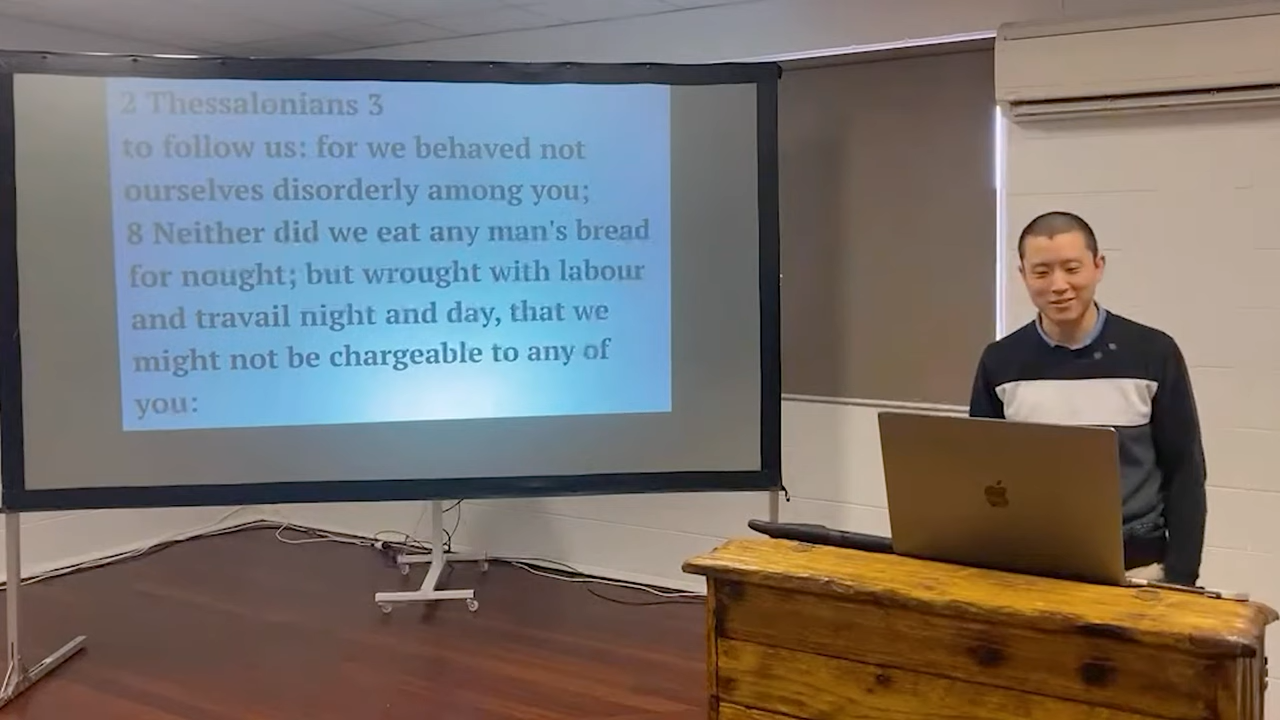 2 Thessalonians 3
to follow us: for we behaved not
ourselves disorderly among you;
8 Neither did we eat any man's bread
for nought; but wrought with labour
and travail night and day, that we
might not be chargeable to any of
you: